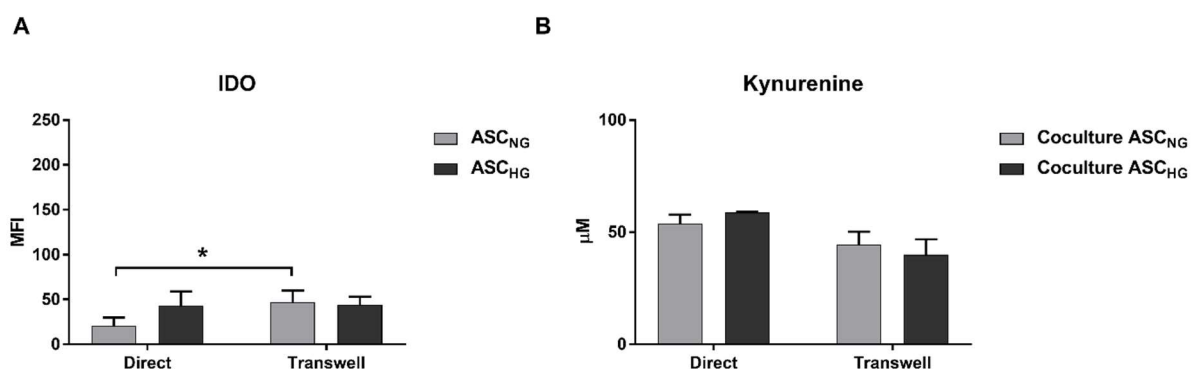 A
IDO
250
200
150
100
50
0
MFI
*
Direct
Transwell
ASC_NG
ASC_HG
B
Kynurenine
100
50
0
µM
Direct
Transwell
Coculture ASC_NG
Coculture ASC_HG